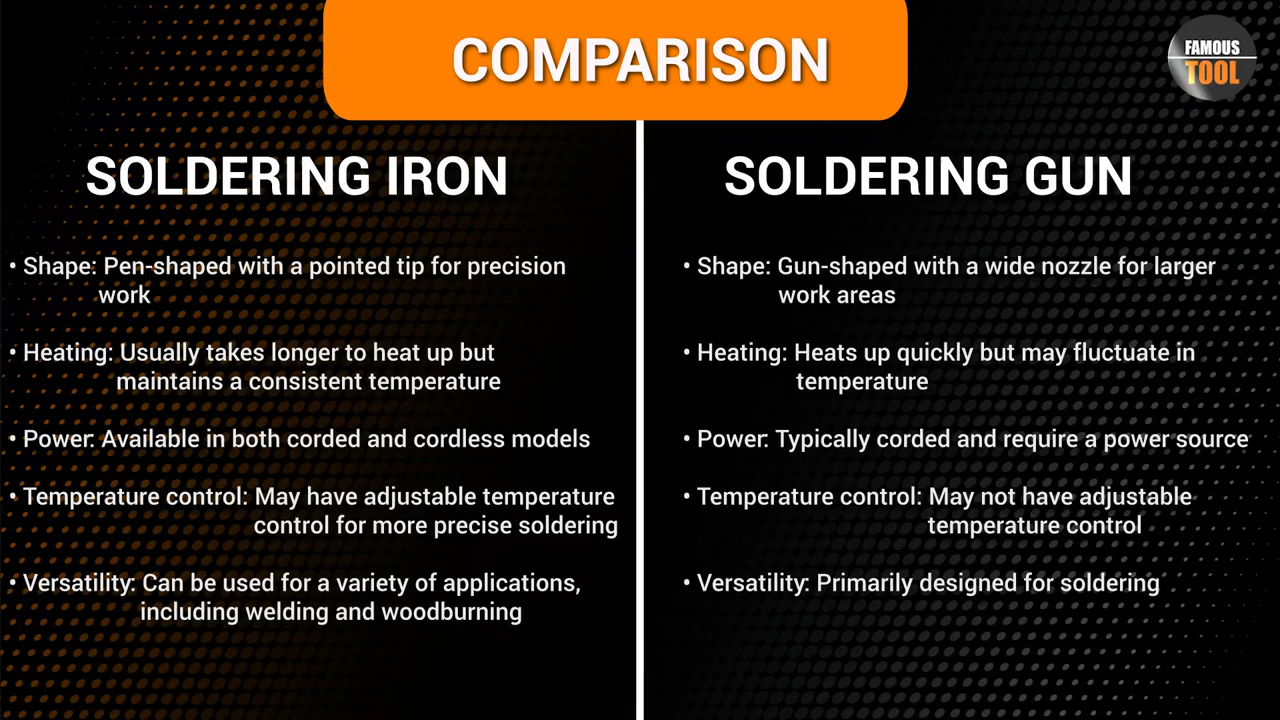 COMPARISON
FAMOUS
TOOL
SOLDERING IRON
• Shape: Pen-shaped with a pointed tip for precision
work
• Heating: Usually takes longer to heat up but
maintains a consistent temperature
• Power: Available in both corded and cordless models
• Temperature control: May have adjustable temperature
control for more precise soldering
• Versatility: Can be used for a variety of applications,
including welding and woodburning
SOLDERING GUN
• Shape: Gun-shaped with a wide nozzle for larger
work areas
• Heating: Heats up quickly but may fluctuate in
temperature
• Power: Typically corded and require a power source
• Temperature control: May not have adjustable
temperature control
• Versatility: Primarily designed for soldering